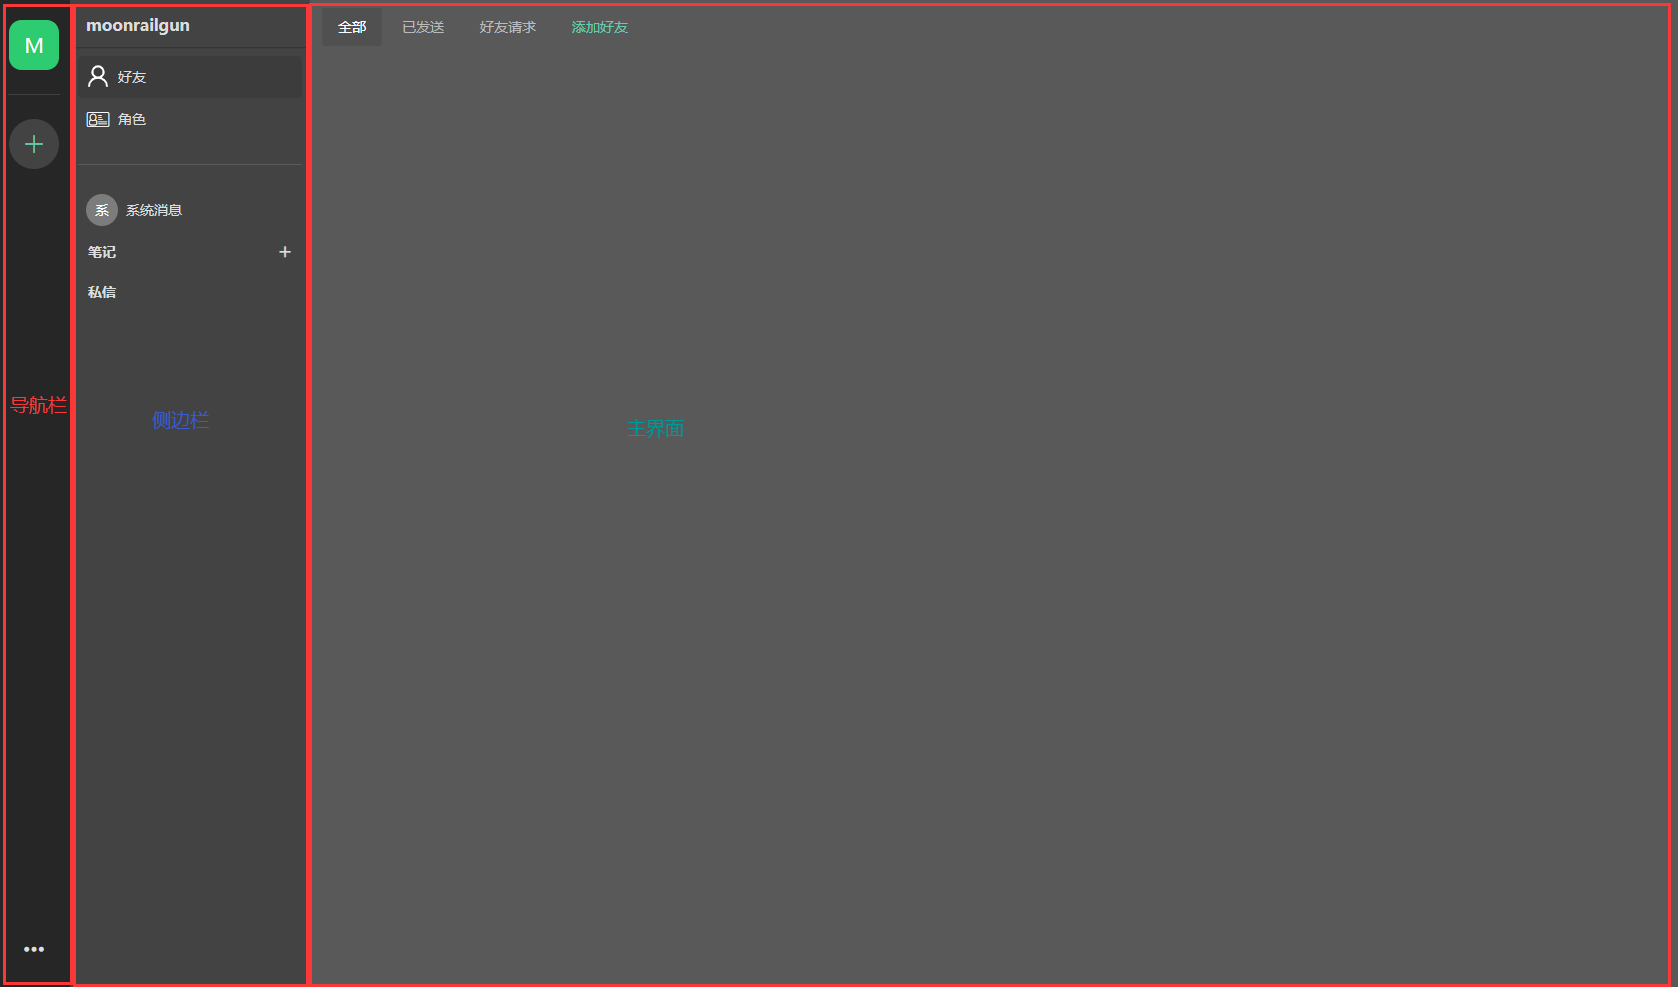 M
moonrailgun
好友
角色
系 系统消息
笔记 +
私信
导航栏
侧边栏
全部 已发送 好友请求 添加好友
主界面